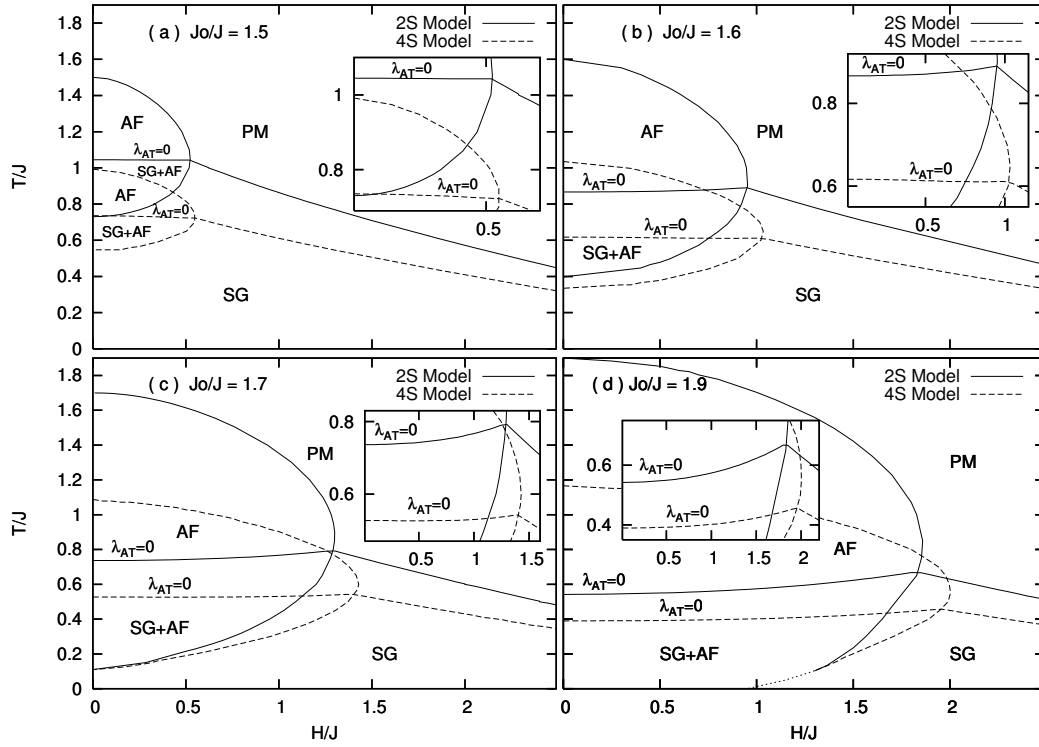 ( a ) Jo/J = 1.5
2S Model
4S Model
T/J
1.8
1.6
1.4
1.2
1
0.8
0.6
0.4
0.2
0
AF
PM
λAT=0
SG+AF
AF
λAT=0
SG+AF
SG
λAT=0
1
0.8
λAT=0
0.5
( b ) Jo/J = 1.6
2S Model
4S Model
AF
PM
λAT=0
λAT=0
SG+AF
SG
λAT=0
0.8
λAT=0
0.6
0.5
1
( c ) Jo/J = 1.7
2S Model
4S Model
T/J
1.8
1.6
1.4
1.2
1
0.8
0.6
0.4
0.2
0
PM
AF
λAT=0
λAT=0
SG+AF
SG
0.8
λAT=0
0.6
λAT=0
0.5
1
1.5
0
0.5
1
1.5
2
H/J
(d ) Jo/J = 1.9
2S Model
4S Model
PM
AF
λAT=0
λAT=0
SG+AF
SG
0.6
λAT=0
0.4
λAT=0
0.5
1
1.5
2
0
0.5
1
1.5
2
H/J